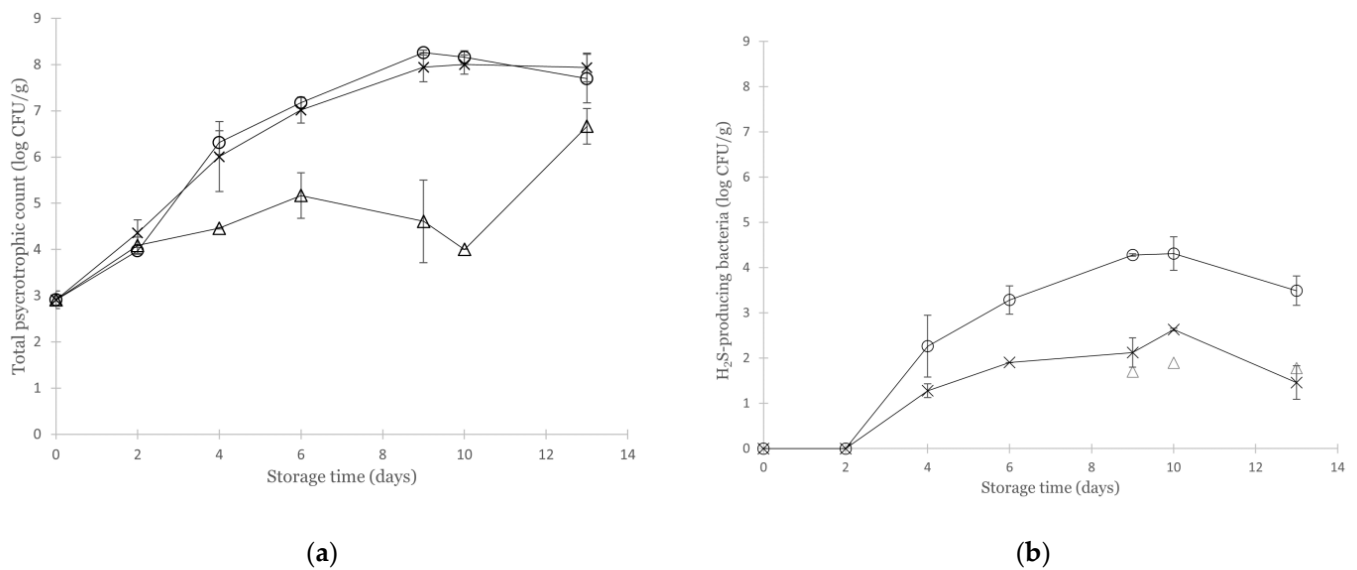 9
8
7
6
5
4
3
2
1
0
Total psycrotrophic count (log CFU/g)
0 2 4 6 8 10 12 14
Storage time (days)
(a)
9
8
7
6
5
4
3
2
1
0
H₂S-producing bacteria (log CFU/g)
0 2 4 6 8 10 12 14
Storage time (days)
(b)